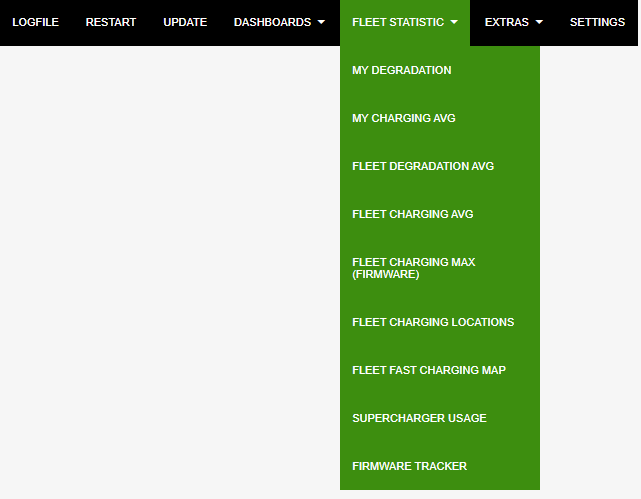 LOGFILE RESTART UPDATE DASHBOARDS FLEET STATISTIC EXTRAS SETTINGS
MY DEGRADATION
MY CHARGING AVG
FLEET DEGRADATION AVG
FLEET CHARGING AVG
FLEET CHARGING MAX
(FIRMWARE)
FLEET CHARGING LOCATIONS
FLEET FAST CHARGING MAP
SUPERCHARGER USAGE
FIRMWARE TRACKER